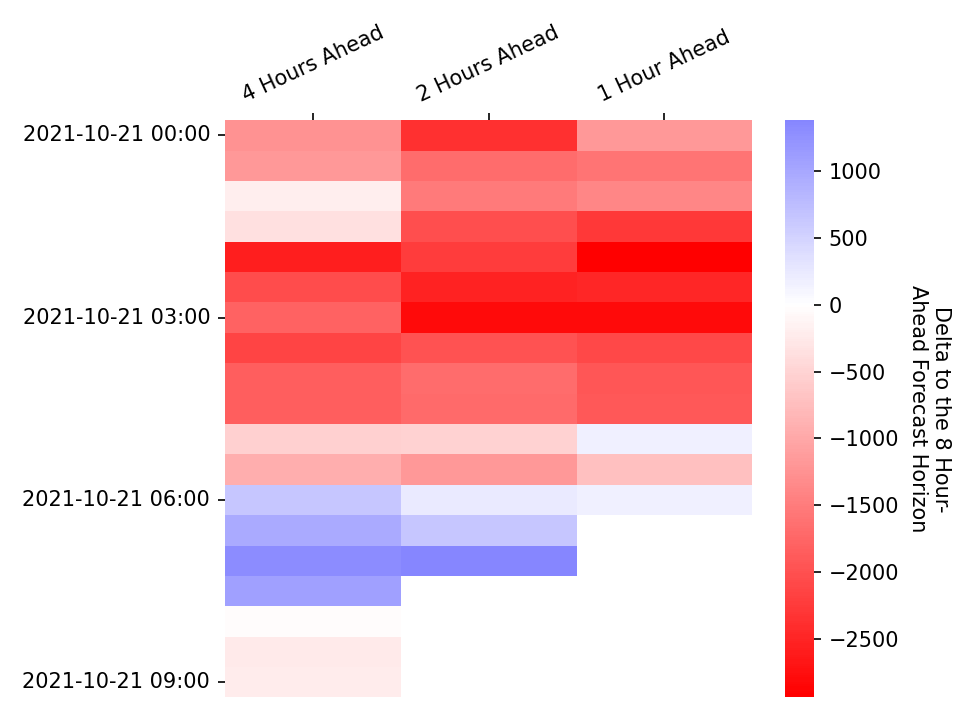 4 Hours Ahead
2 Hours Ahead
1 Hour Ahead
2021-10-21 00:00
2021-10-21 03:00
2021-10-21 06:00
2021-10-21 09:00
1000
500
0
−500
−1000
−1500
−2000
−2500
Delta to the 8 Hour-
Ahead Forecast Horizon